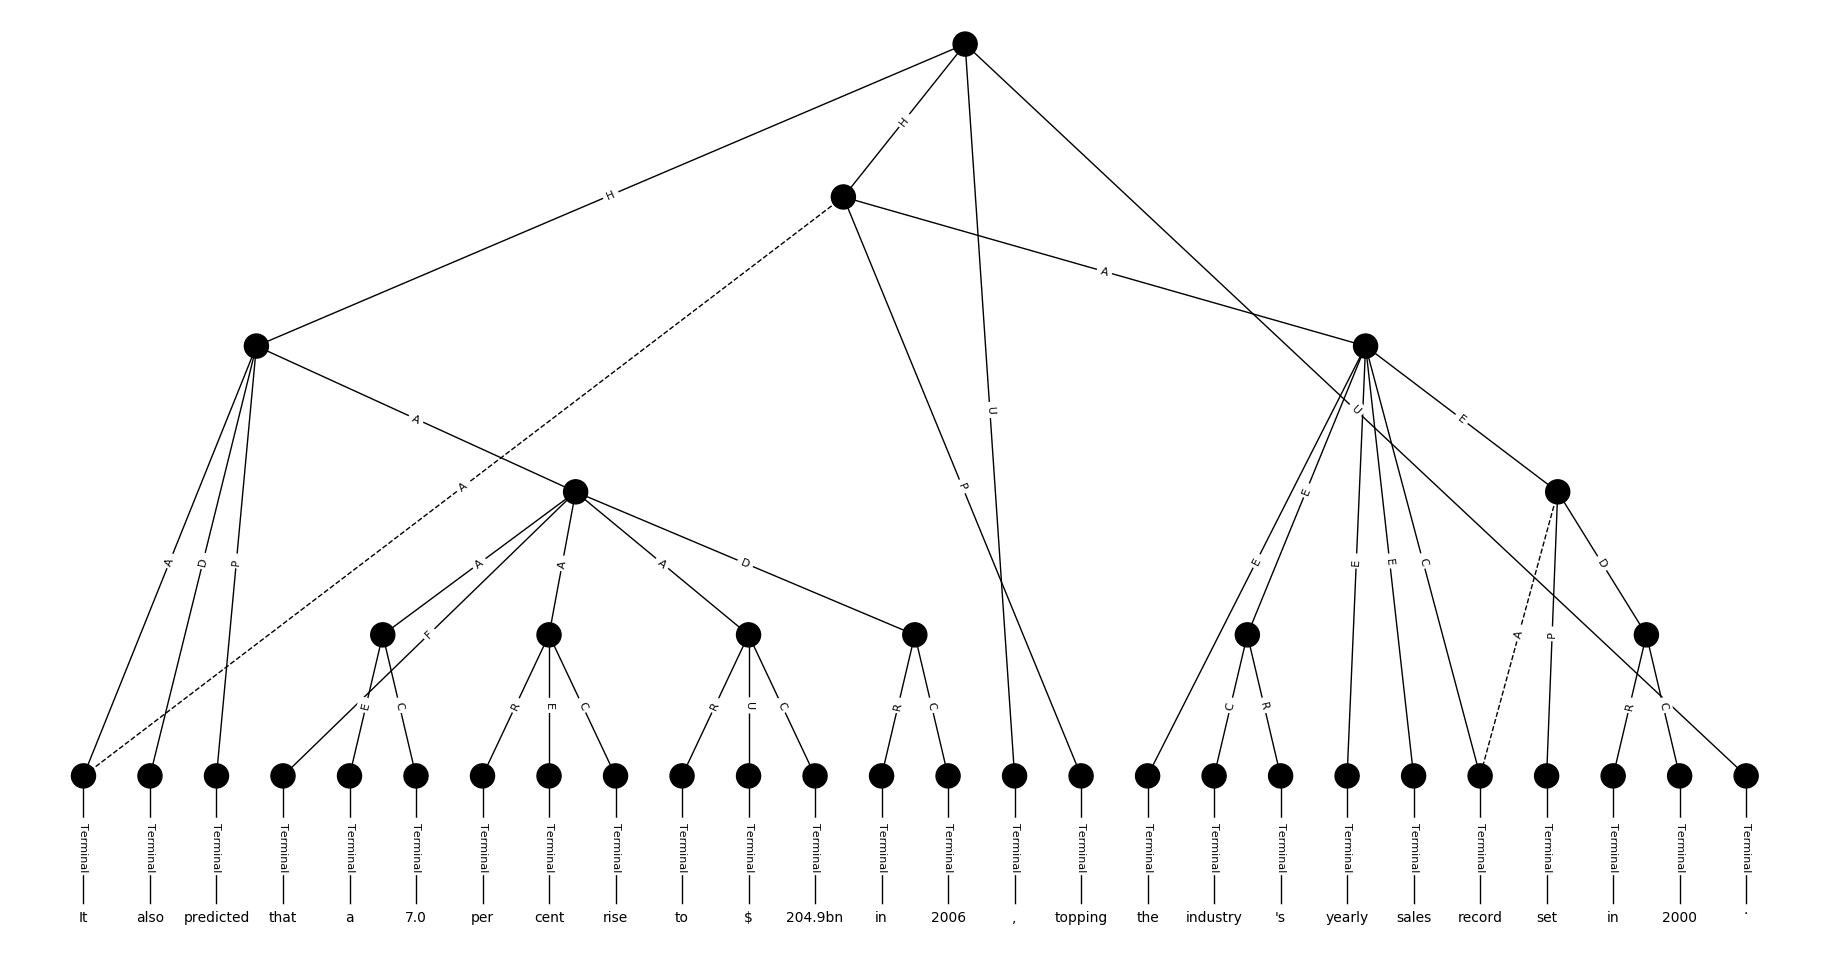 H
H
A
U
U
A
E
A
E
P
A
D
P
A
A
A
D
E
E
E
C
D
F
A
P
E
C
R
E
C
R
U
C
R
C
C
R
R
C
Terminal Terminal Terminal Terminal Terminal Terminal Terminal Terminal Terminal Terminal Terminal Terminal Terminal Terminal Terminal Terminal Terminal Terminal Terminal Terminal Terminal Terminal Terminal Terminal Terminal Terminal
It also predicted that a 7.0 per cent rise to $ 204.9bn in 2006 , topping the industry 's yearly sales record set in 2000 .